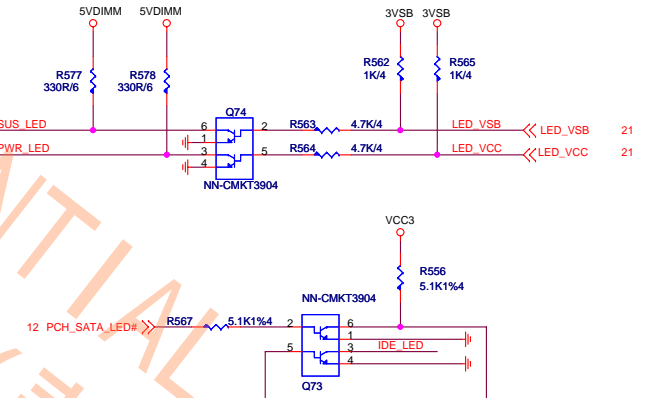 5VDIMM 5VDIMM 3VSB 3VSB
R577 330R/6
R578 330R/6
R562 1K/4
R565 1K/4
Q74
SUS_LED 6 2 R563 4.7K/4 LED_VSB LED_VSB 21
1
PWR_LED 3 5 R564 4.7K/4 LED_VCC LED_VCC 21
4
NN-CMKT3904
VCC3
R556
5.1K1%4
NN-CMKT3904
12 PCH_SATA_LED# R567 5.1K1%4 2 6
1
5 3 IDE_LED
4
Q73
NTIAL